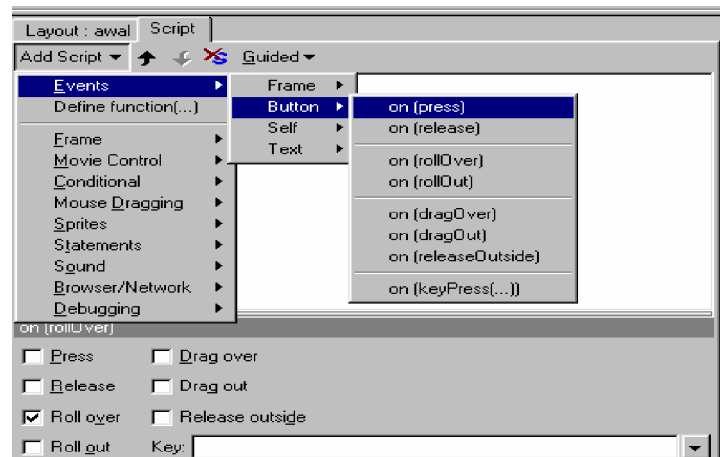 Layout : awal Script
Add Script Guided
Events
Define function(...)
Frame
Movie Control
Conditional
Mouse Dragging
Sprites
Statements
Sound
Browser/Network
Debugging
Frame
Button
Self
Text
on (press)
on (release)
on (rollOver)
on (rollOut)
on (dragOver)
on (dragOut)
on (releaseOutside)
on (keyPress(...))
on (rollOver)
Press Drag over
Release Drag out
Roll over Release outside
Roll out Key: